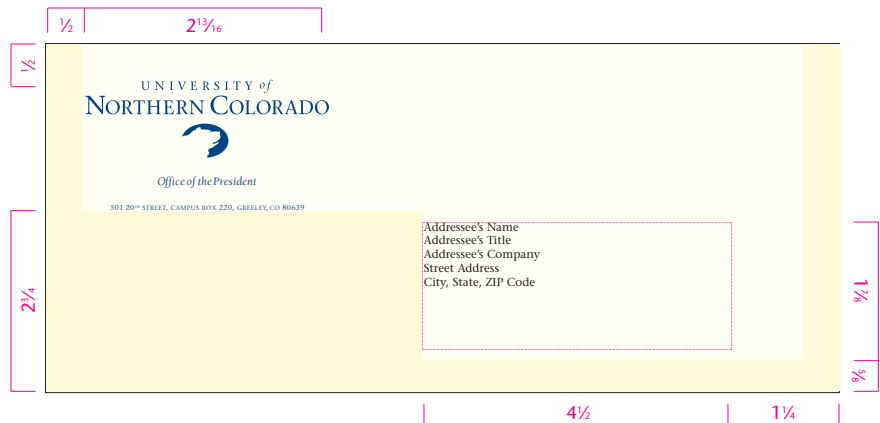 ½ 2¹³⁄₁₆
½
UNIVERSITY of
NORTHERN COLORADO
Office of the President
501 20TH STREET, CAMPUS BOX 220, GREELEY, CO 80639
Addressee's Name
Addressee's Title
Addressee's Company
Street Address
City, State, ZIP Code
2¾
1⅞
⅝
4½ 1¼